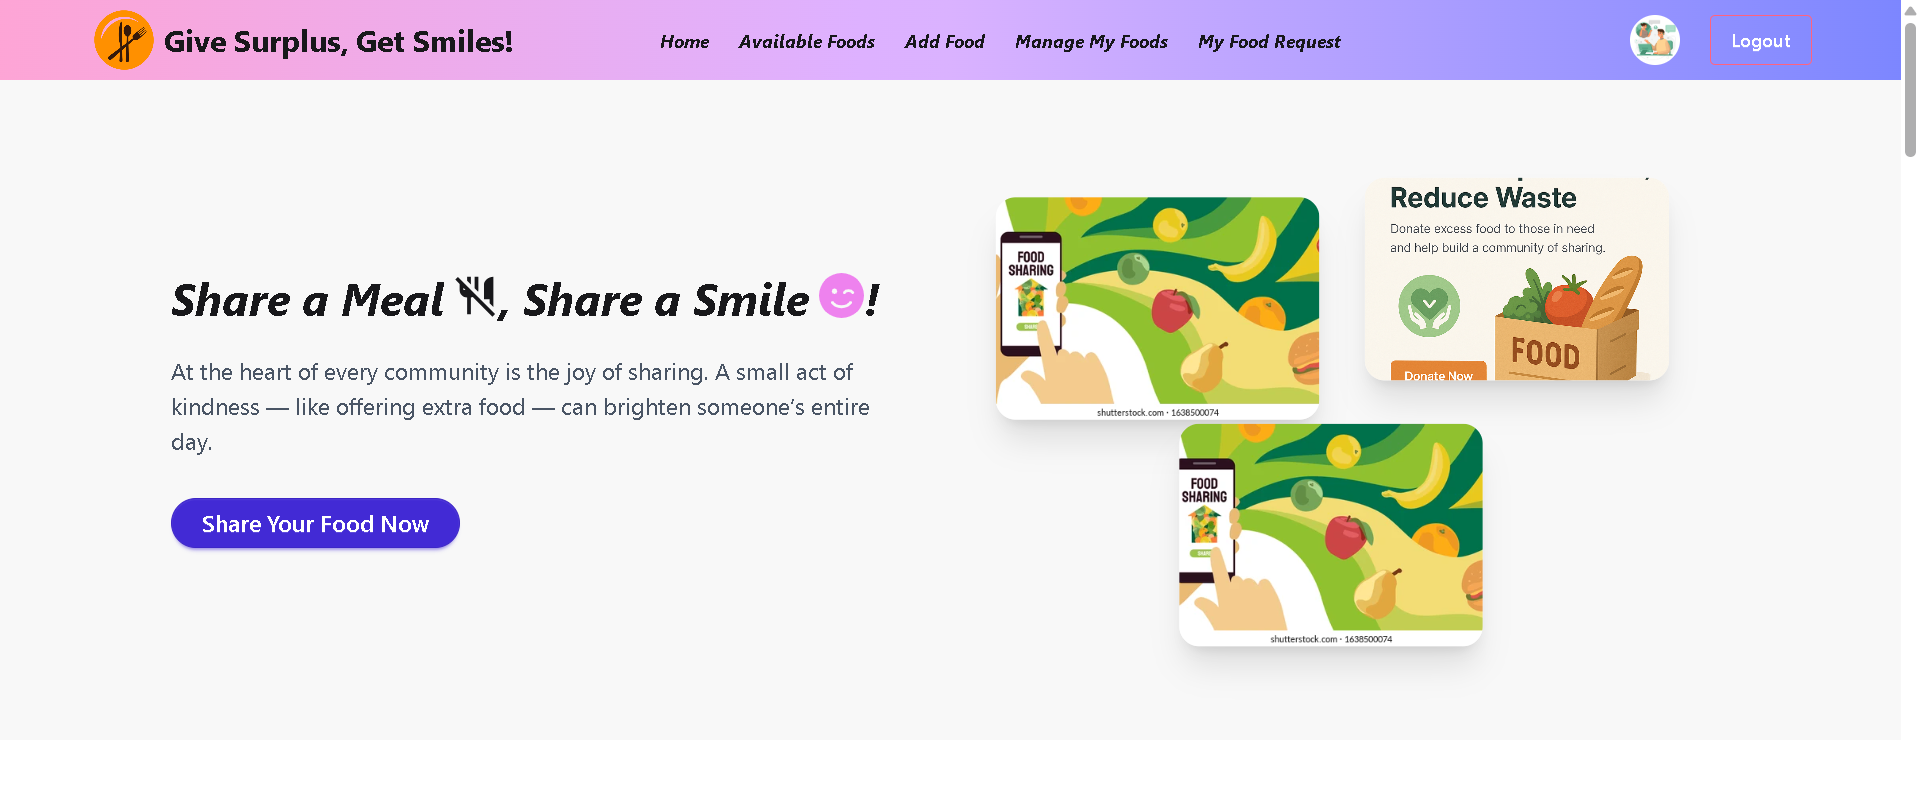 Give Surplus, Get Smiles!
Home
Available Foods
Add Food
Manage My Foods
My Food Request
Logout
Share a Meal , Share a Smile !
At the heart of every community is the joy of sharing. A small act of
kindness — like offering extra food — can brighten someone’s entire
day.
Share Your Food Now
FOOD
SHARING
shutterstock.com · 1638500074
Reduce Waste
Donate excess food to those in need
and help build a community of sharing.
FOOD
Donate Now
FOOD
SHARING
shutterstock.com · 1638500074